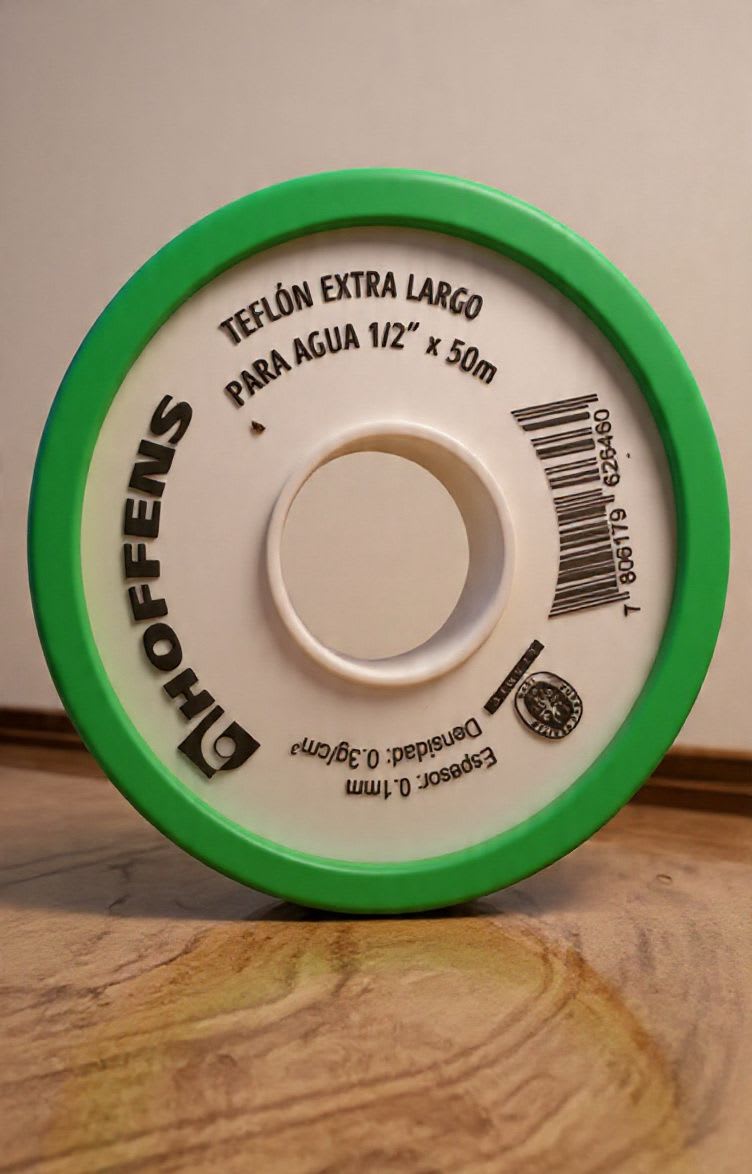 TEFLÓN EXTRA LARGO
PARA AGUA 1/2" x 50m
HOFFENS
7 806179 626460
Densidad: 0.3g/cm³
Espesor: 0.1mm